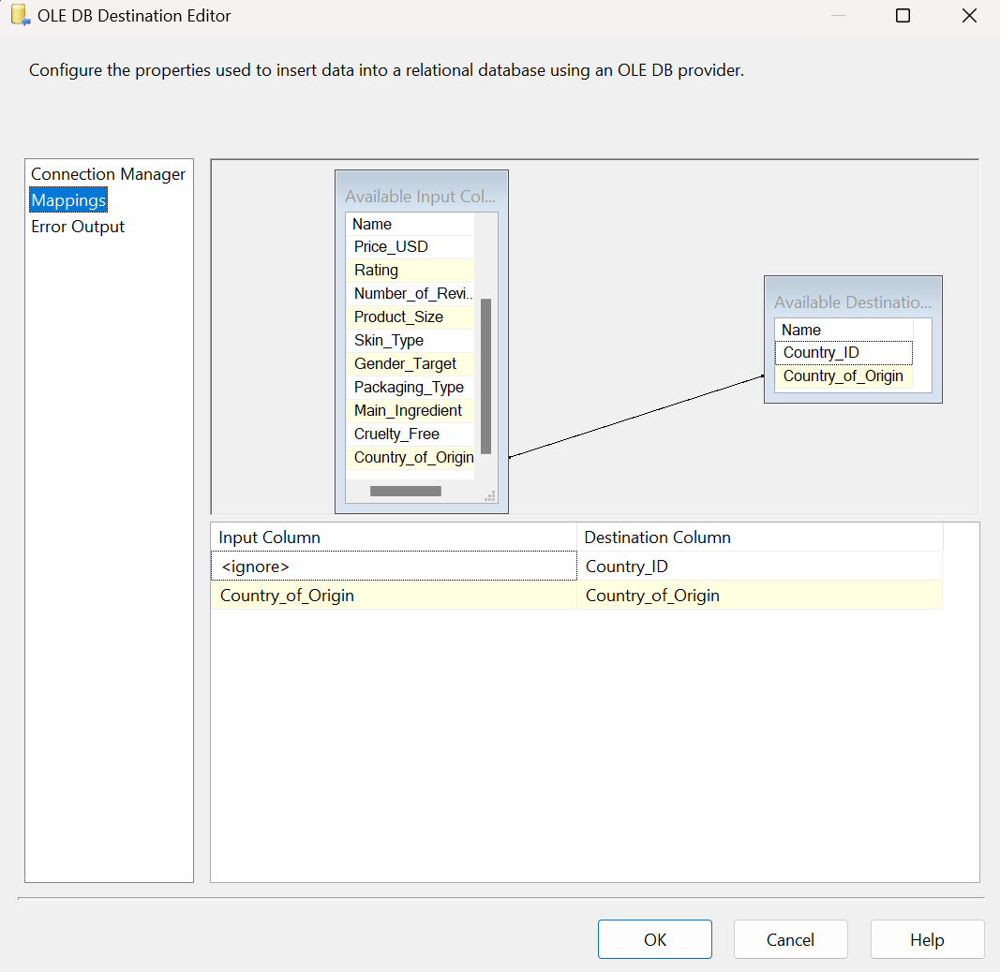 OLE DB Destination Editor
Configure the properties used to insert data into a relational database using an OLE DB provider.
Connection Manager
Mappings
Error Output
Available Input Col...
Name
Price_USD
Rating
Number_of_Revi..
Product_Size
Skin_Type
Gender_Target
Packaging_Type
Main_Ingredient
Cruelty_Free
Country_of_Origin
Available Destinatio...
Name
Country_ID
Country_of_Origin
Input Column Destination Column
<ignore> Country_ID
Country_of_Origin Country_of_Origin
OK Cancel Help